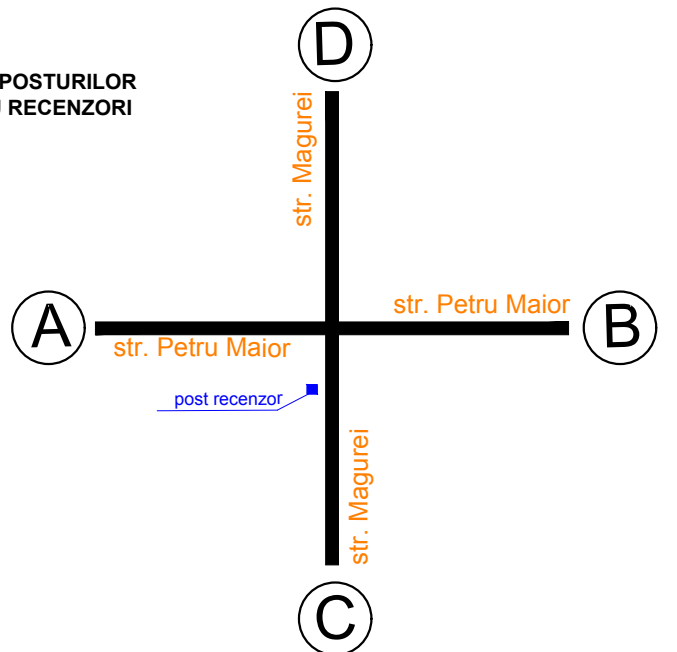 D
POSTURILOR
RECENZORI
str. Magurei
str. Petru Maior
A
B
str. Petru Maior
post recenzor
str. Magurei
C